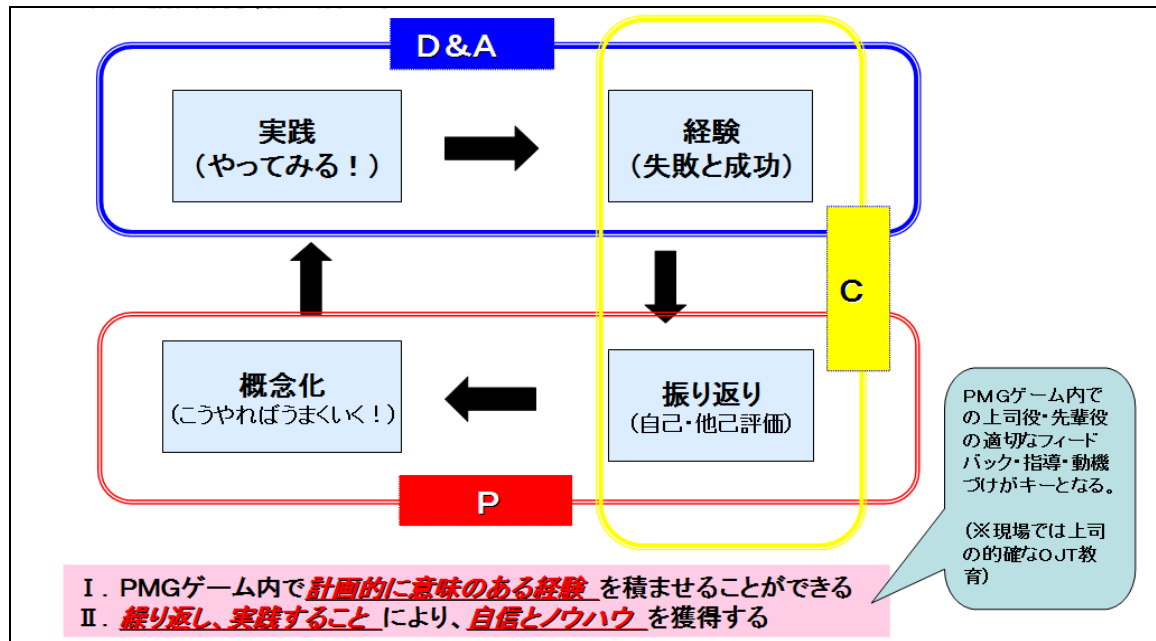 D&A
実践
(やってみる！)
経験
(失敗と成功)
C
概念化
(こうやればうまくいく！)
振り返り
(自己・他己評価)
P
PMGゲーム内で
の上司役・先輩役
の適切なフィード
バック・指導・動機
づけがキーとなる。
(※現場では上司
の的確なOJT教
育)
Ⅰ. PMGゲーム内で計画的に意味のある経験 を積ませることができる
Ⅱ. 繰り返し、実践すること により、自信とノウハウ を獲得する